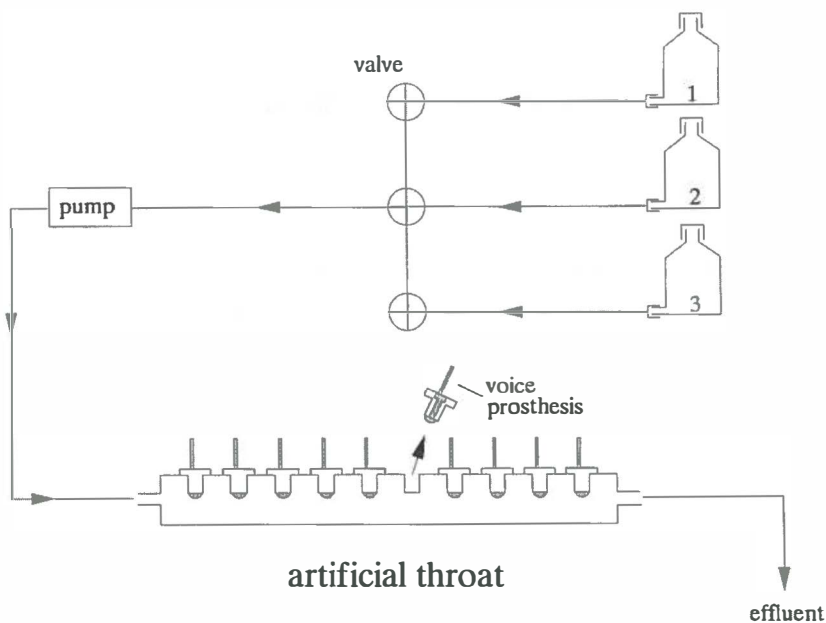 valve
1
2
pump
3
voice
prosthesis
artificial throat
effluent